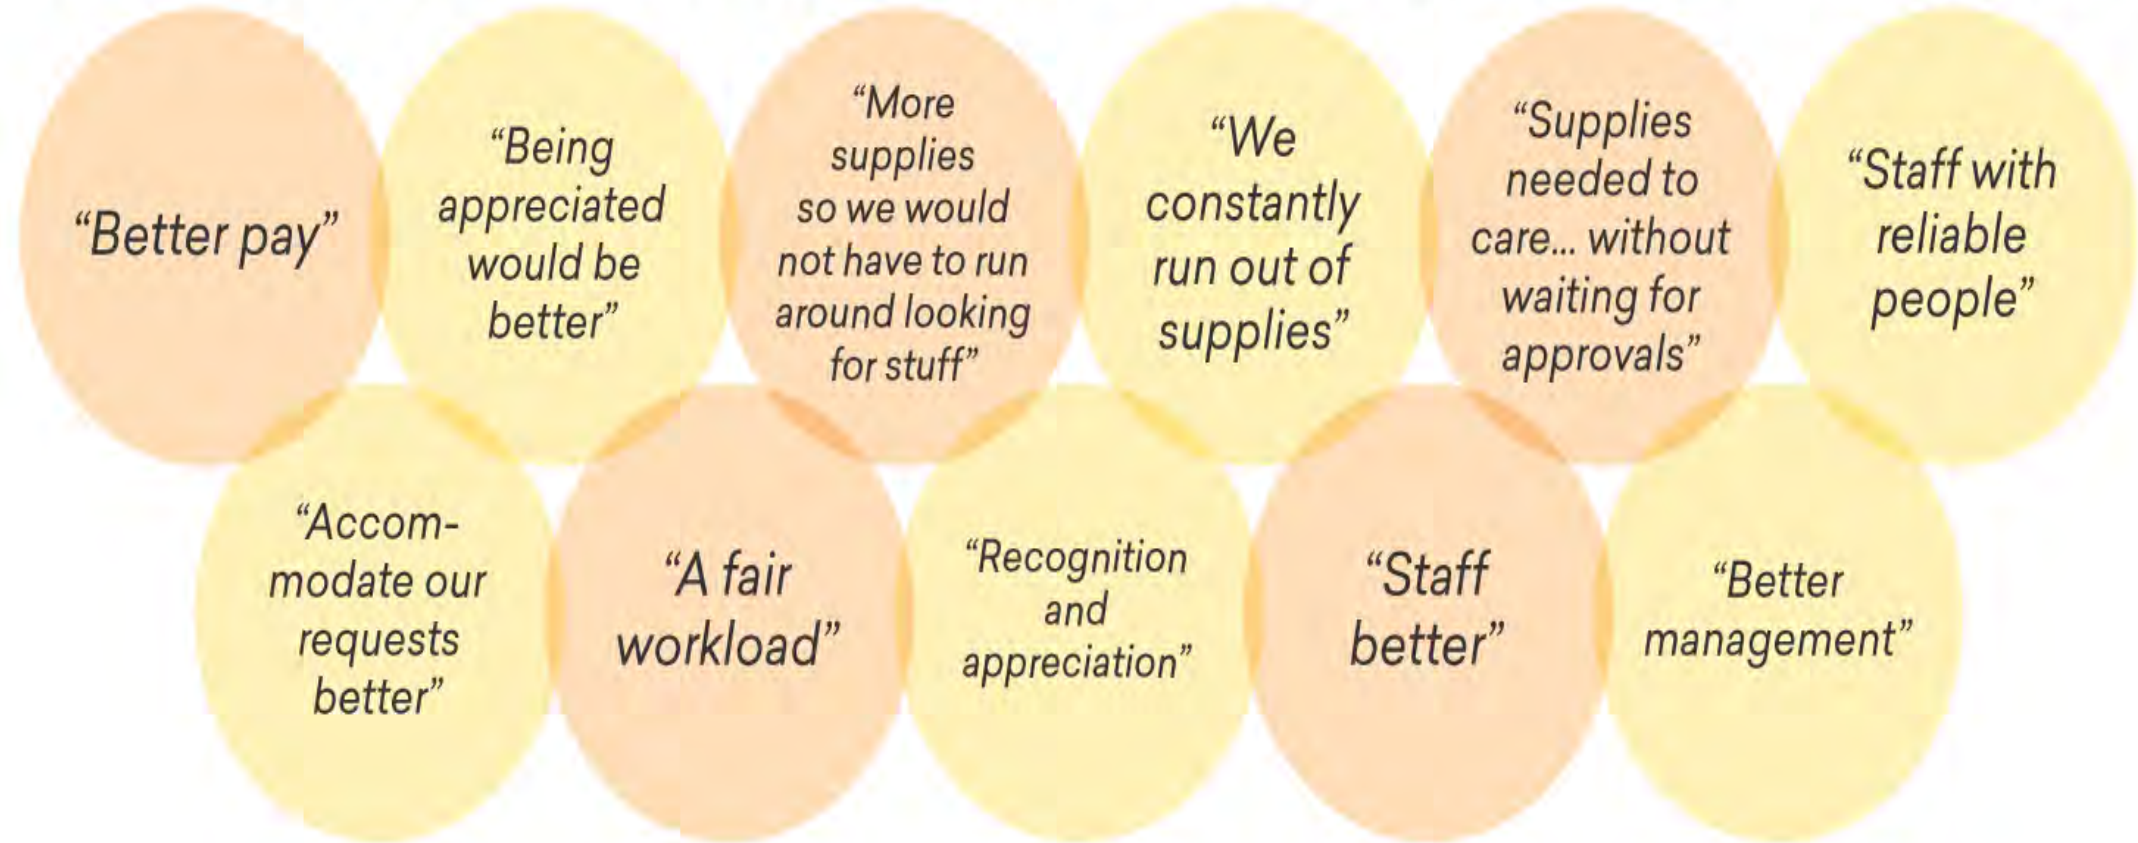 “Better pay”
“Being
appreciated
would be
better”
“More
supplies
so we would
not have to run
around looking
for stuff”
“We
constantly
run out of
supplies”
“Supplies
needed to
care... without
waiting for
approvals”
“Staff with
reliable
people”
“Accom-
modate our
requests
better”
“A fair
workload”
“Recognition
and
appreciation”
“Staff
better”
“Better
management”